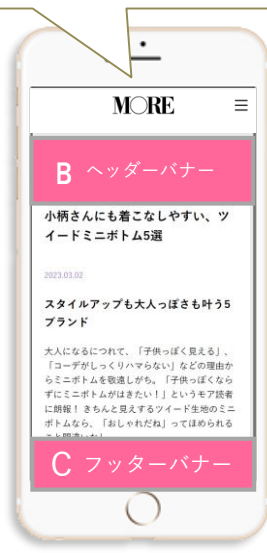 MORE
B ヘッダーバナー
小柄さんにも着こなしやすい、ツ
イードミニボトム5選
2023.03.02
スタイルアップも大人っぽさも叶う5
ブランド
大人になるにつれて、「子供っぽく見える」、
「コーデがしっくりハマらない」などの理由か
らミニボトムを敬遠しがち。「子供っぽくなら
ずにミニボトムがはきたい！」というモア読者
に朗報！ きちんと見えするツイード生地のミニ
ボトムなら、「おしゃれだね」ってほめられる
C フッターバナー